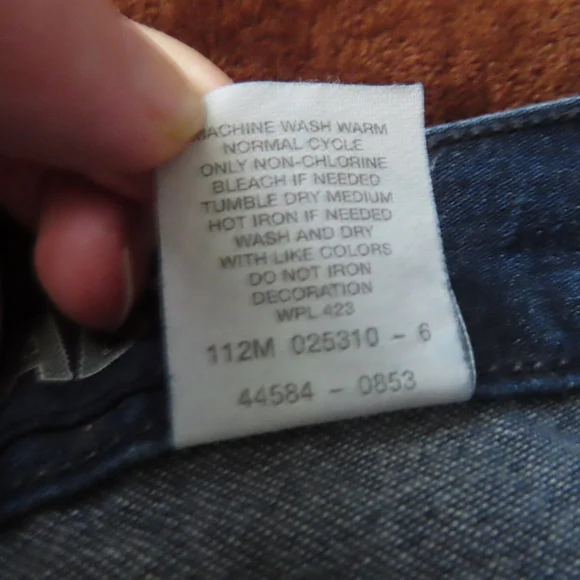 MACHINE WASH WARM
NORMAL CYCLE
ONLY NON-CHLORINE
BLEACH IF NEEDED
TUMBLE DRY MEDIUM
HOT IRON IF NEEDED
WASH AND DRY
WITH LIKE COLORS
DO NOT IRON
DECORATION
WPL 423
112M 025310 - 6
44584 - 0853